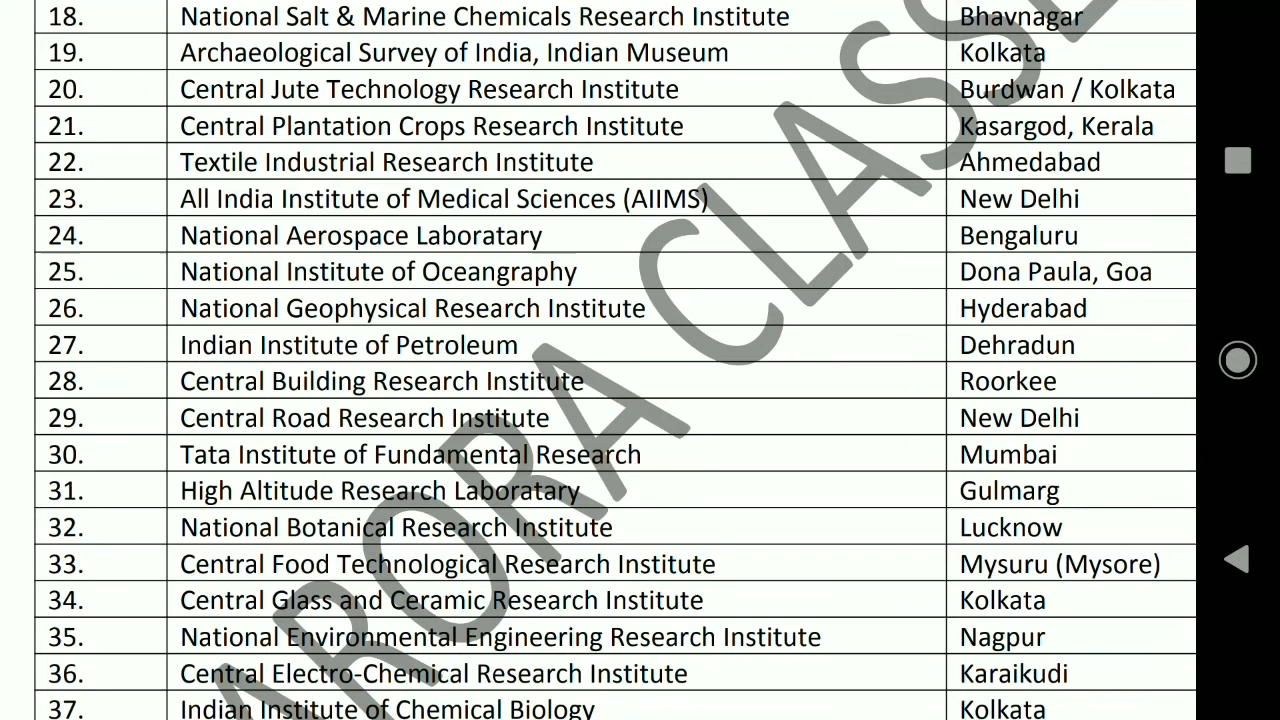 18. National Salt & Marine Chemicals Research Institute Bhavnagar
19. Archaeological Survey of India, Indian Museum Kolkata
20. Central Jute Technology Research Institute Burdwan / Kolkata
21. Central Plantation Crops Research Institute Kasargod, Kerala
22. Textile Industrial Research Institute Ahmedabad
23. All India Institute of Medical Sciences (AIIMS) New Delhi
24. National Aerospace Laboratary Bengaluru
25. National Institute of Oceangraphy Dona Paula, Goa
26. National Geophysical Research Institute Hyderabad
27. Indian Institute of Petroleum Dehradun
28. Central Building Research Institute Roorkee
29. Central Road Research Institute New Delhi
30. Tata Institute of Fundamental Research Mumbai
31. High Altitude Research Laboratary Gulmarg
32. National Botanical Research Institute Lucknow
33. Central Food Technological Research Institute Mysuru (Mysore)
34. Central Glass and Ceramic Research Institute Kolkata
35. National Environmental Engineering Research Institute Nagpur
36. Central Electro-Chemical Research Institute Karaikudi
37. Indian Institute of Chemical Biology Kolkata
ARORA CLASSES